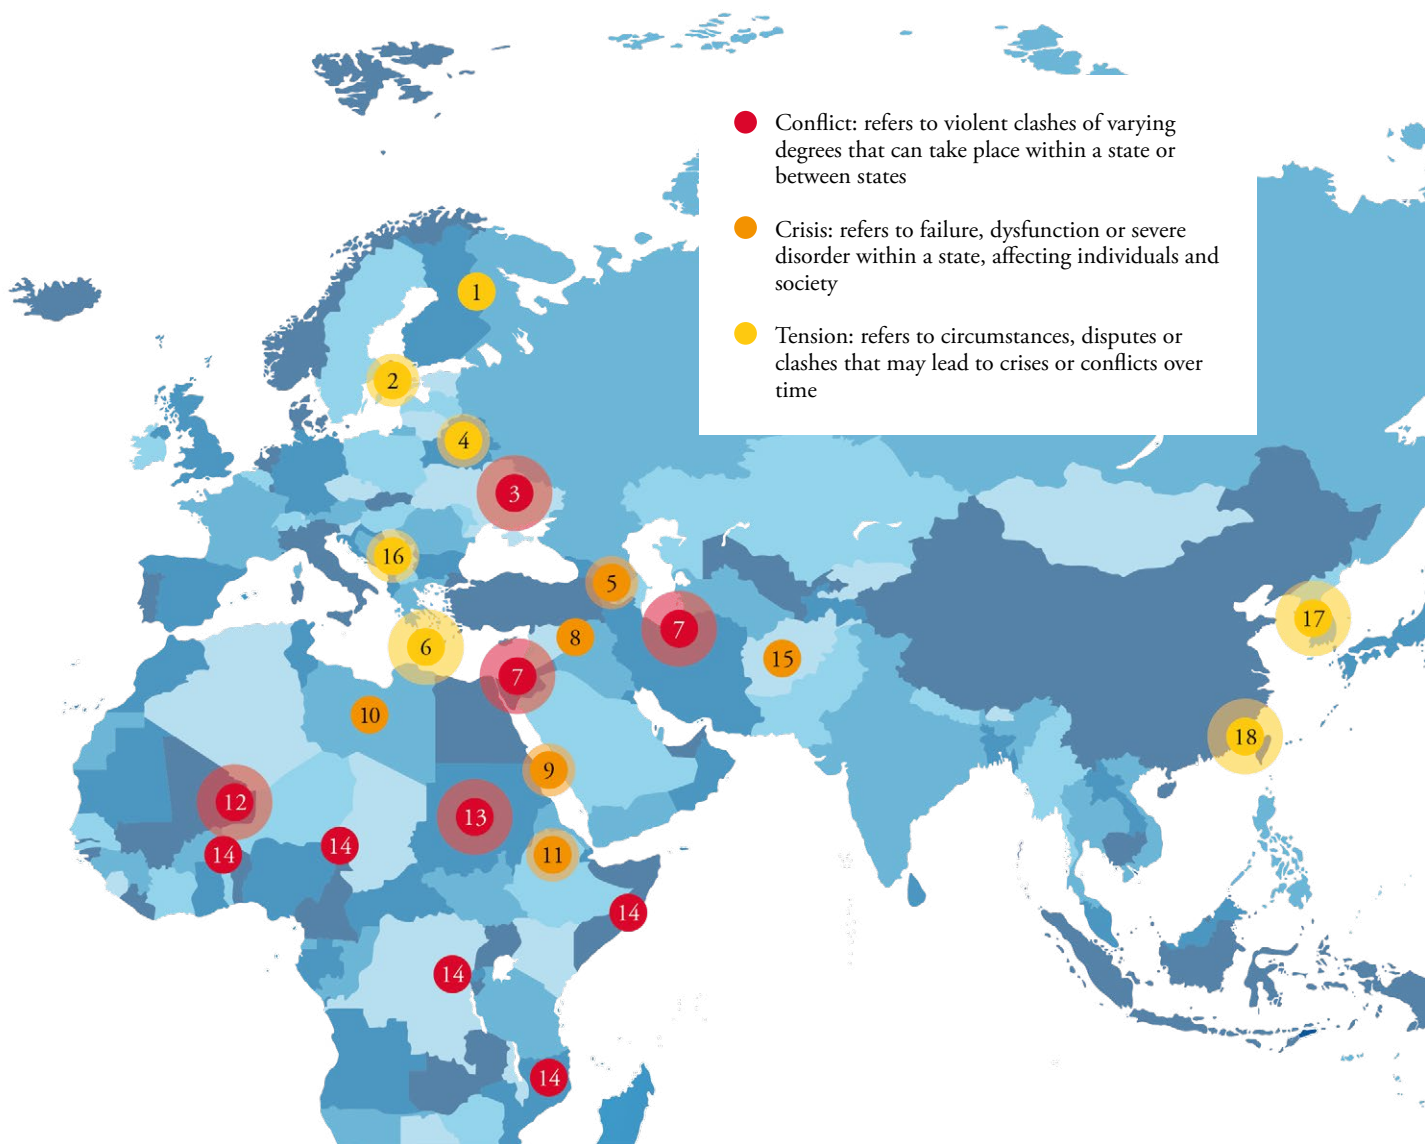 Conflict: refers to violent clashes of varying
degrees that can take place within a state or
between states
Crisis: refers to failure, dysfunction or severe
disorder within a state, affecting individuals and
society
Tension: refers to circumstances, disputes or
clashes that may lead to crises or conflicts over
time
1
2
4
3
16
5
17
7
8
6
15
7
10
18
9
12
13
14
14
11
14
14
14